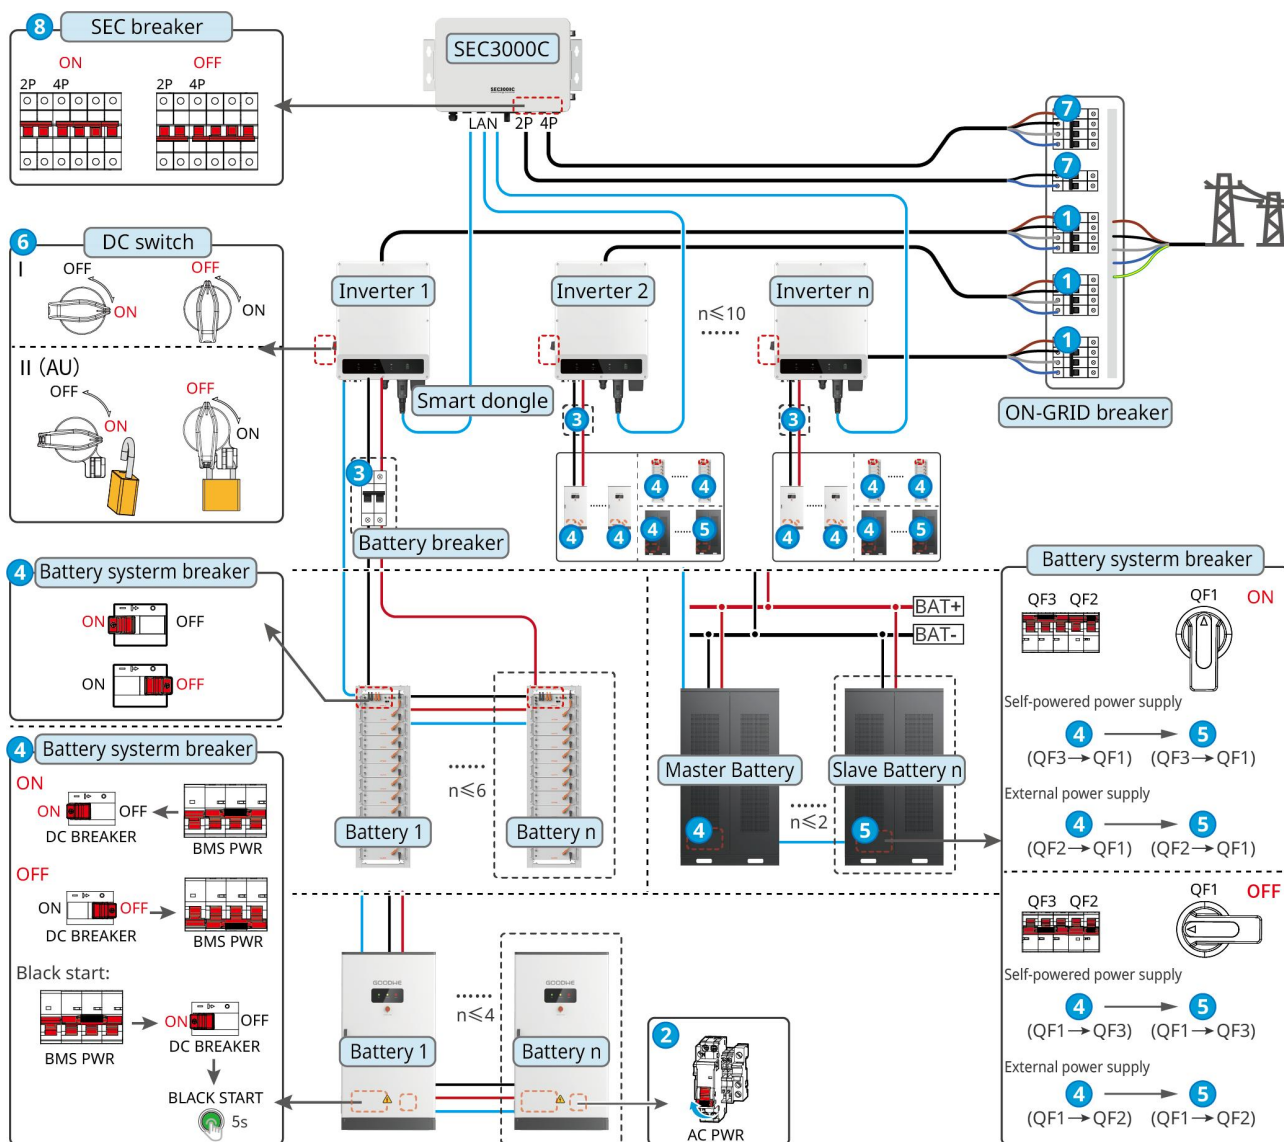 8 SEC breaker
ON OFF
2P 4P 2P 4P
SEC3000C
SEC3000C
LAN 2P 4P
7
7
1
1
1
ON-GRID breaker
6 DC switch
I
OFF
ON
OFF
ON
II (AU)
OFF
ON
OFF
ON
Inverter 1
Inverter 2
n≤10
Inverter n
Smart dongle
3
Battery breaker
3
4 4
4 4
4 5
3
4 4
4 4
4 5
4 Battery systerm breaker
ON OFF
ON OFF
4 Battery systerm breaker
ON
ON OFF
DC BREAKER
BMS PWR
OFF
ON OFF
DC BREAKER
BMS PWR
Black start:
BMS PWR
ON OFF
DC BREAKER
BLACK START
5s
Battery 1
n≤6
Battery n
BAT+
BAT-
Master Battery
Slave Battery n
n≤2
4
5
GOODWE
GOODWE
n≤4
Battery 1
Battery n
2
AC PWR
Battery systerm breaker
QF3 QF2
QF1
ON
Self-powered power supply
4 5
(QF3→QF1) (QF3→QF1)
External power supply
4 5
(QF2→QF1) (QF2→QF1)
QF3 QF2
QF1
OFF
Self-powered power supply
4 5
(QF1→QF3) (QF1→QF3)
External power supply
4 5
(QF1→QF2) (QF1→QF2)